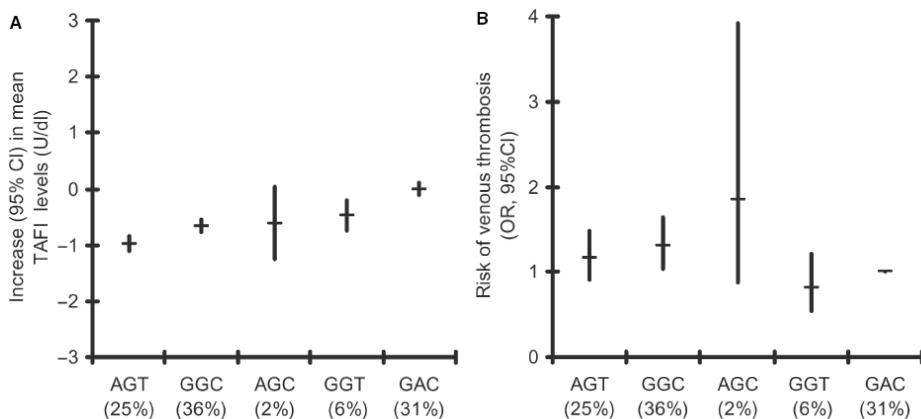 A
Increase (95% CI) in mean
TAFI levels (U/dl)
3
2
1
0
–1
–2
–3
AGT
GGC
AGC
GGT
GAC
(25%)
(36%)
(2%)
(6%)
(31%)
B
Risk of venous thrombosis
(OR, 95%CI)
4
3
2
1
0
AGT
GGC
AGC
GGT
GAC
(25%)
(36%)
(2%)
(6%)
(31%)